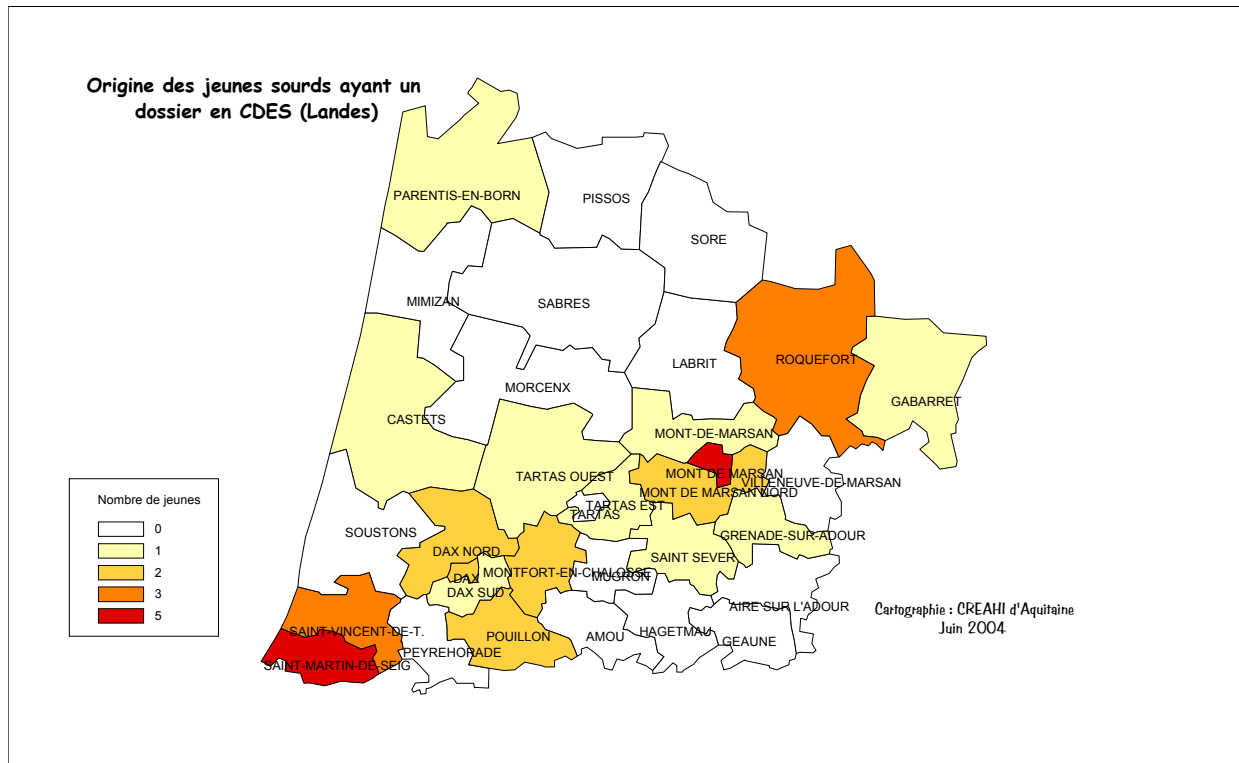 Origine des jeunes sourds ayant un
dossier en CDES (Landes)
PARENTIS-EN-BORN
PISSOS
SORE
MIMIZAN
SABRES
LABRIT
ROQUEFORT
MORCENX
GABARRET
CASTETS
MONT-DE-MARSAN
TARTAS OUEST
MONT DE MARSAN
VILLENEUVE-DE-MARSAN
MONT DE MARSAN NORD
TARTAS EST
TARTAS
SOUSTONS
GRENADE-SUR-ADOUR
DAX NORD
SAINT SEVER
MONTFORT-EN-CHALOSSE
MUGRON
DAX
DAX SUD
AIRE SUR L'ADOUR
SAINT-VINCENT-DE-T.
POUILLON
AMOU
HAGETMAU
GEAUNE
PEYREHORADE
SAINT-MARTIN-DE-SEIG
Nombre de jeunes
0
1
2
3
5
Cartographie : CREAHI d'Aquitaine
Juin 2004